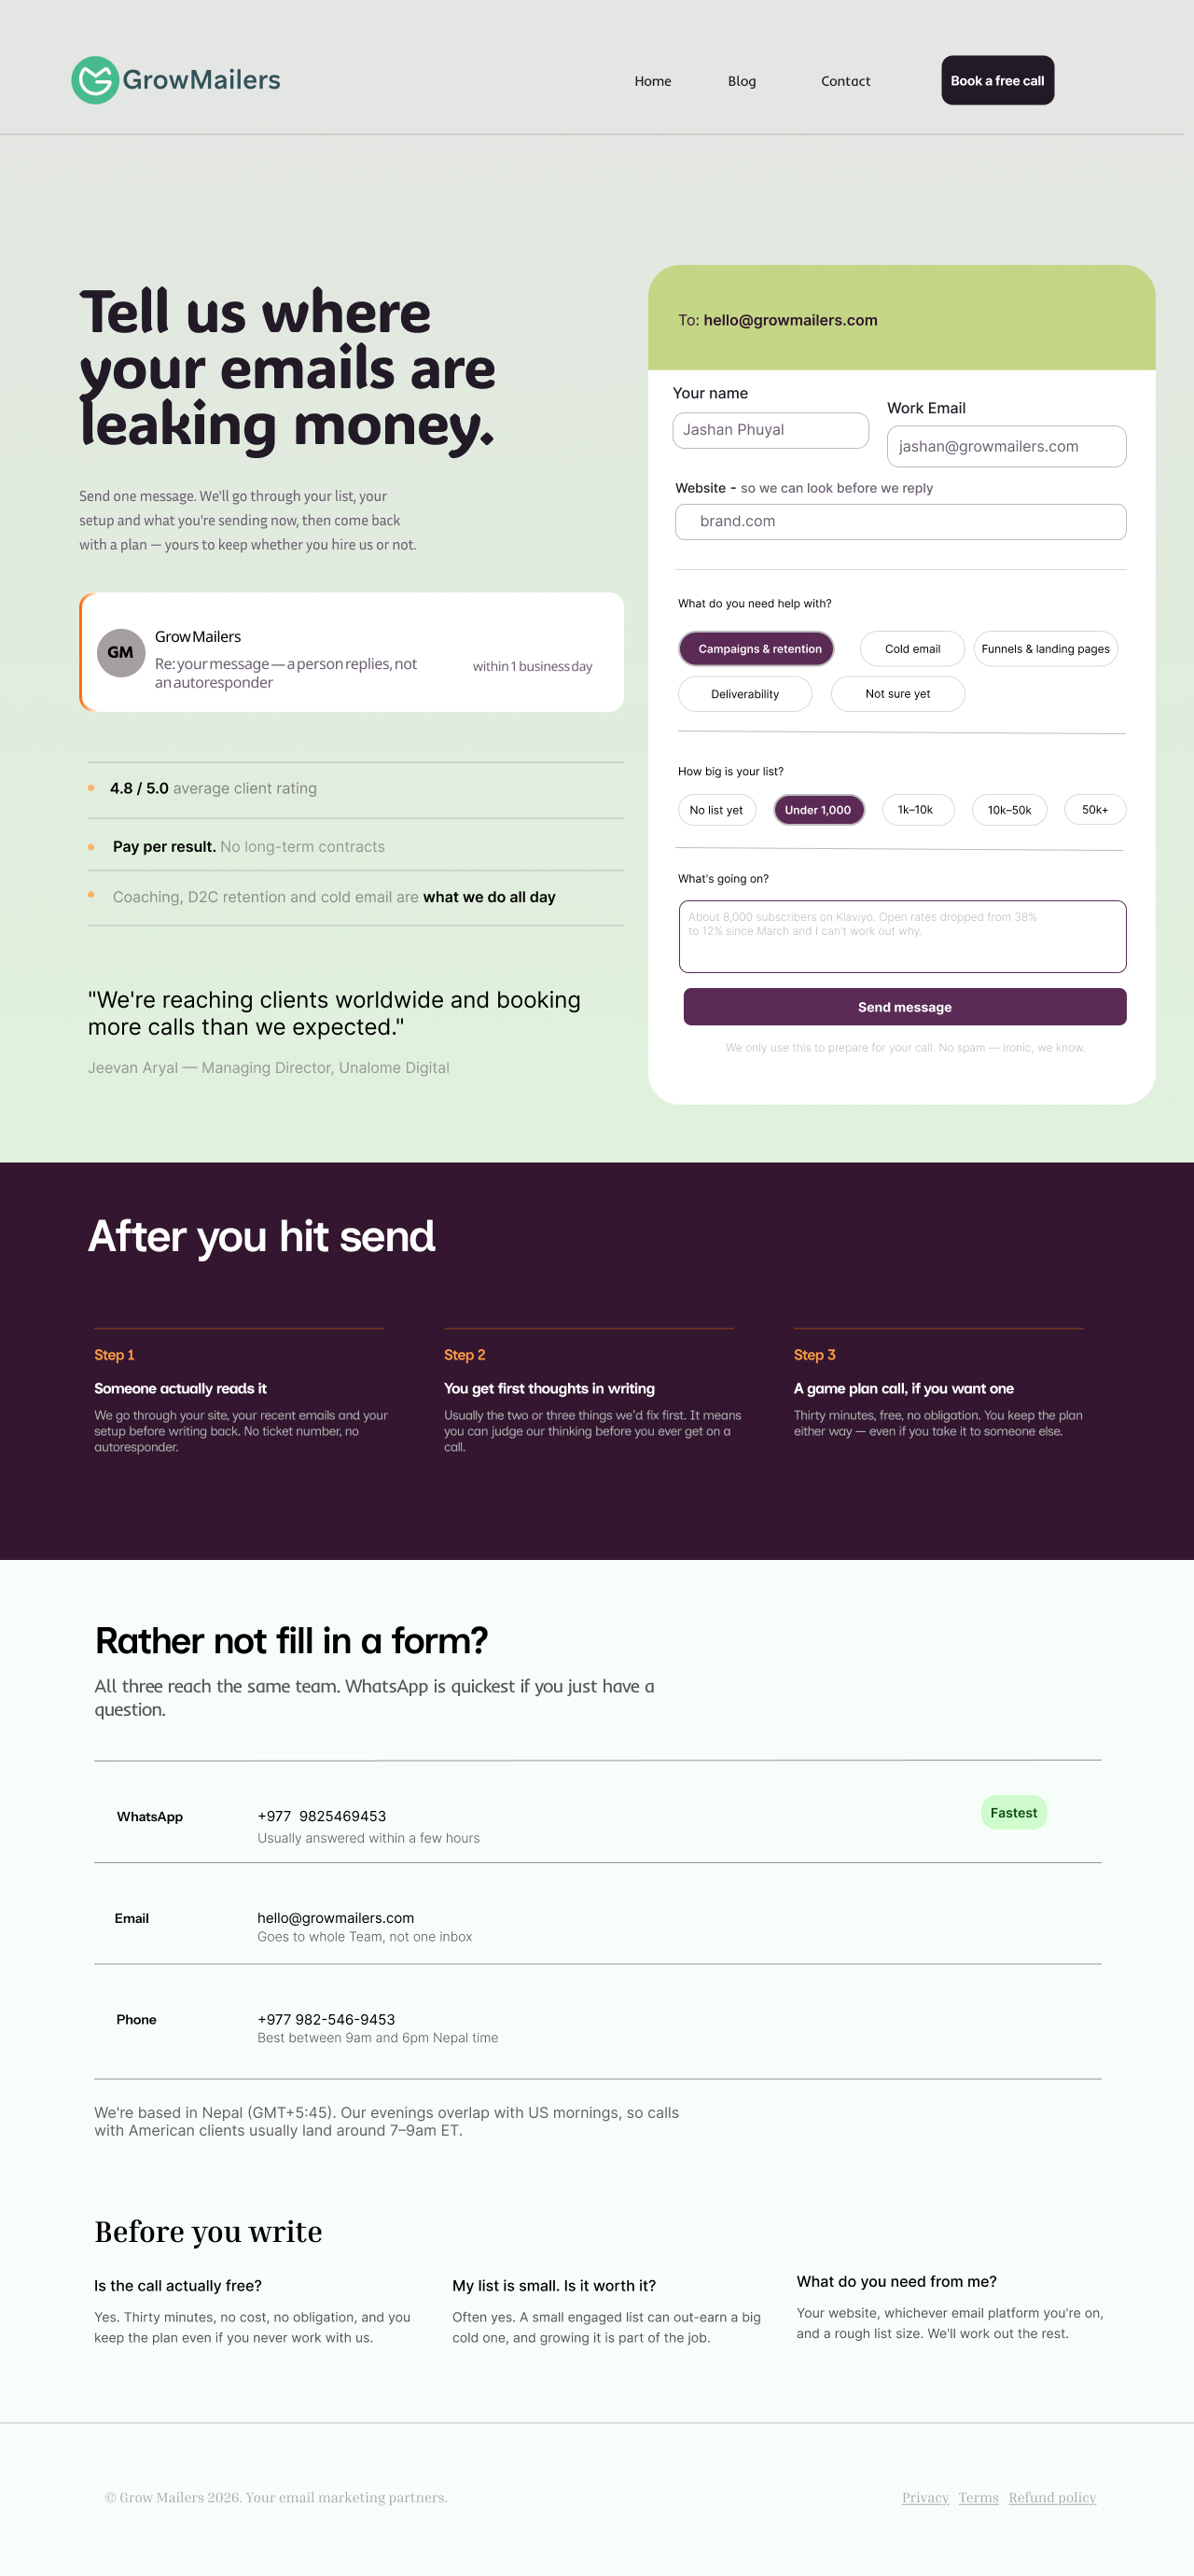 GrowMailers
Home
Blog
Contact
Book a free call
Tell us where
your emails are
leaking money.
Send one message. We'll go through your list, your
setup and what you're sending now, then come back
with a plan — yours to keep whether you hire us or not.
GM
Grow Mailers
Re: your message — a person replies, not
an autoresponder
within 1 business day
4.8 / 5.0 average client rating
Pay per result. No long-term contracts
Coaching, D2C retention and cold email are what we do all day
"We're reaching clients worldwide and booking
more calls than we expected."
Jeevan Aryal — Managing Director, Unalome Digital
To: hello@growmailers.com
Your name
Jashan Phuyal
Work Email
jashan@growmailers.com
Website - so we can look before we reply
brand.com
What do you need help with?
Campaigns & retention
Cold email
Funnels & landing pages
Deliverability
Not sure yet
How big is your list?
No list yet
Under 1,000
1k–10k
10k–50k
50k+
What's going on?
About 8,000 subscribers on Klaviyo. Open rates dropped from 38%
to 12% since March and I can't work out why.
Send message
We only use this to prepare for your call. No spam — ironic, we know.
After you hit send
Step 1
Someone actually reads it
We go through your site, your recent emails and your
setup before writing back. No ticket number, no
autoresponder.
Step 2
You get first thoughts in writing
Usually the two or three things we'd fix first. It means
you can judge our thinking before you ever get on a
call.
Step 3
A game plan call, if you want one
Thirty minutes, free, no obligation. You keep the plan
either way — even if you take it to someone else.
Rather not fill in a form?
All three reach the same team. WhatsApp is quickest if you just have a
question.
WhatsApp
+977  9825469453
Usually answered within a few hours
Fastest
Email
hello@growmailers.com
Goes to whole Team, not one inbox
Phone
+977 982-546-9453
Best between 9am and 6pm Nepal time
We're based in Nepal (GMT+5:45). Our evenings overlap with US mornings, so calls
with American clients usually land around 7–9am ET.
Before you write
Is the call actually free?
Yes. Thirty minutes, no cost, no obligation, and you
keep the plan even if you never work with us.
My list is small. Is it worth it?
Often yes. A small engaged list can out-earn a big
cold one, and growing it is part of the job.
What do you need from me?
Your website, whichever email platform you're on,
and a rough list size. We'll work out the rest.
© Grow Mailers 2026. Your email marketing partners.
Privacy Terms Refund policy